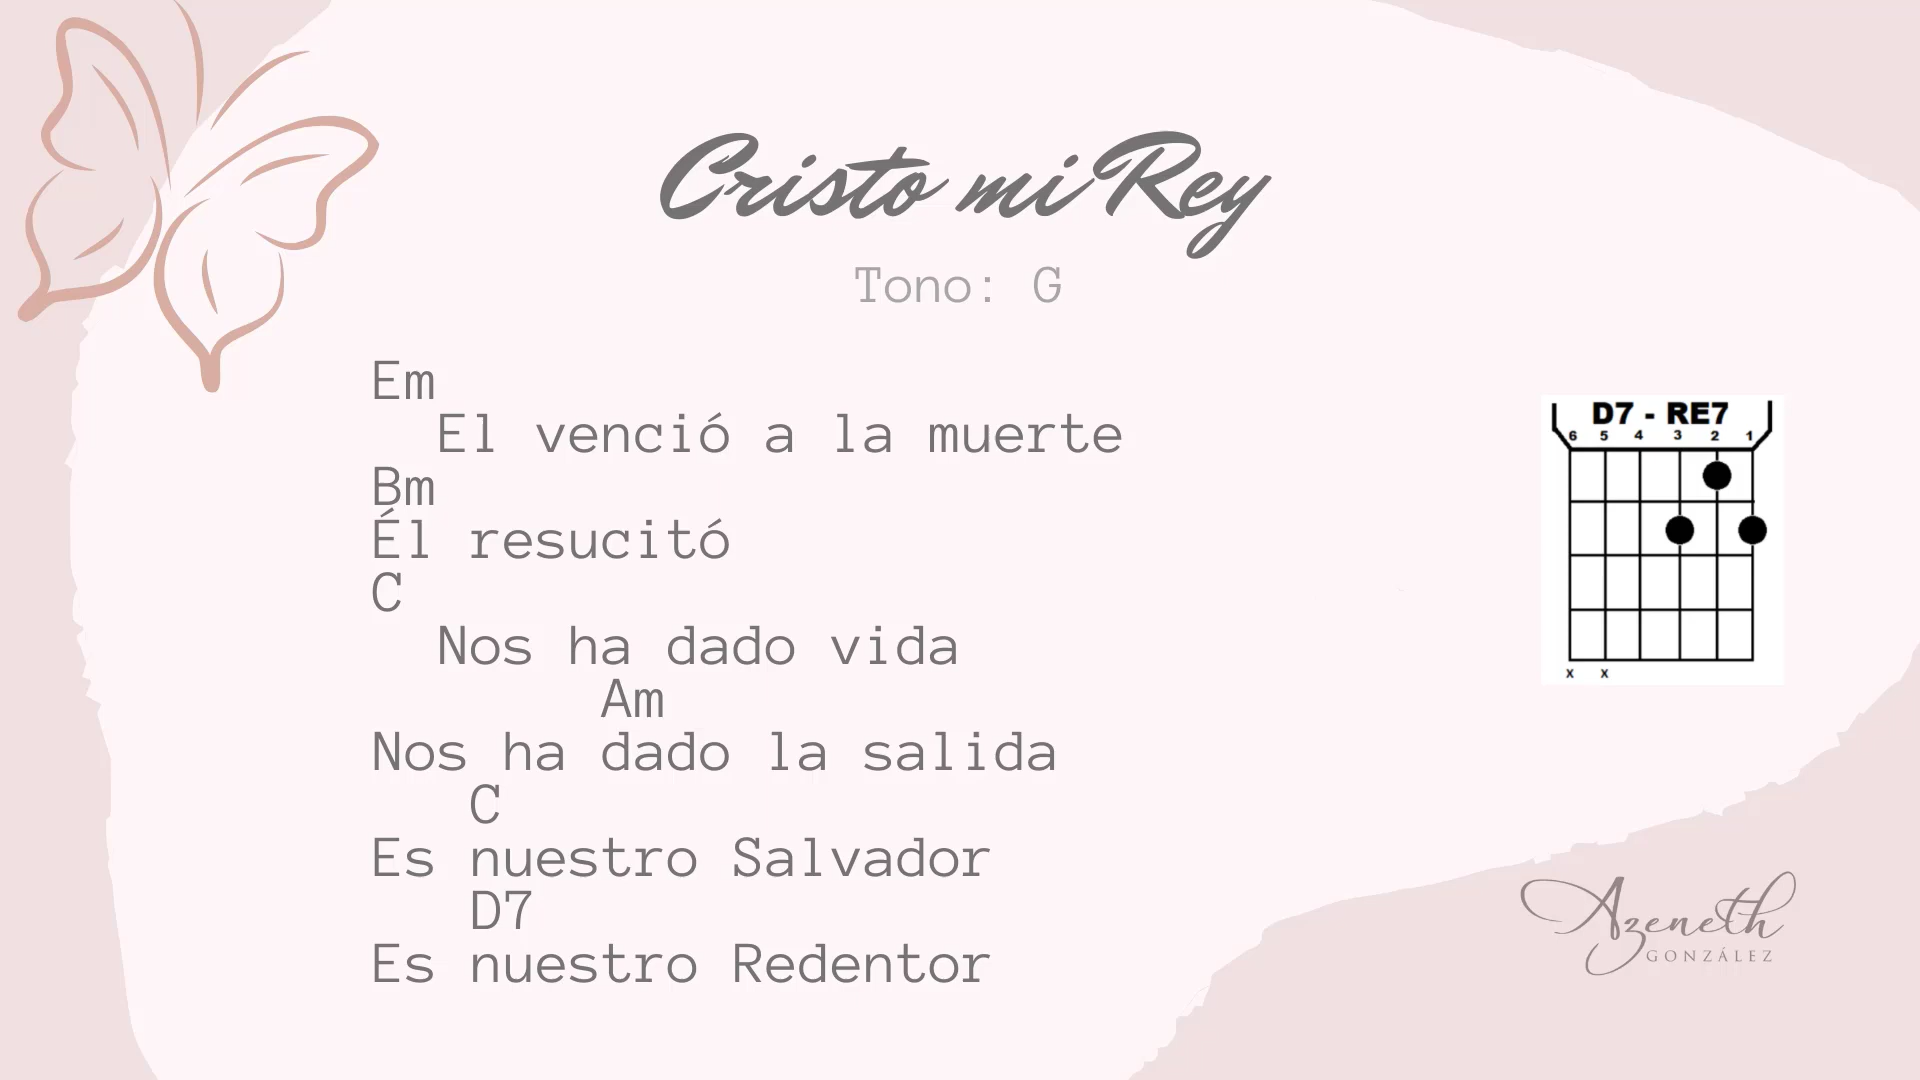 Cristo mi Rey
Tono: G
Em
El venció a la muerte
Bm
Él resucitó
C
Nos ha dado vida
Am
Nos ha dado la salida
C
Es nuestro Salvador
D7
Es nuestro Redentor
D7 - RE7
6 5 4 3 2 1
x x
Azeneth
GONZÁLEZ